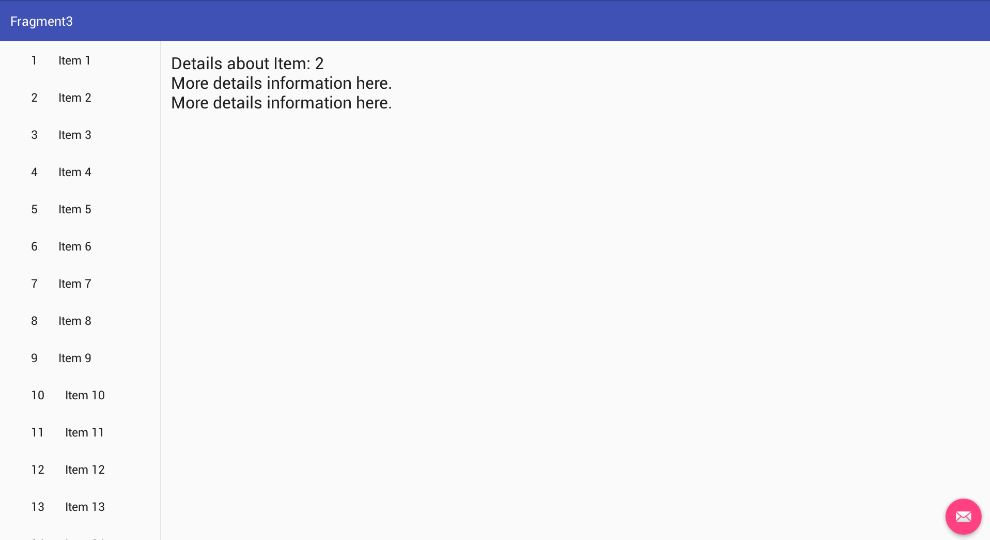 Fragment3
1 Item 1
2 Item 2
3 Item 3
4 Item 4
5 Item 5
6 Item 6
7 Item 7
8 Item 8
9 Item 9
10 Item 10
11 Item 11
12 Item 12
13 Item 13
Details about Item: 2
More details information here.
More details information here.